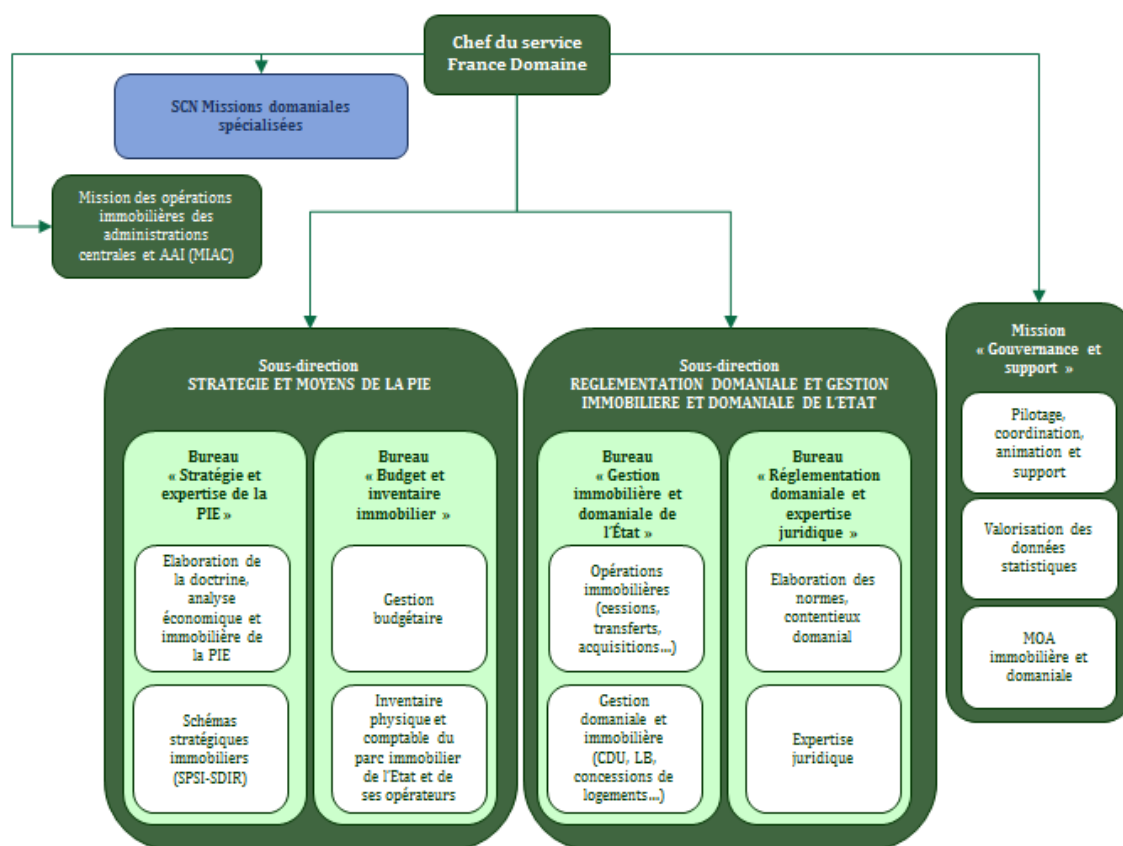 Chef du service
France Domaine
SCN Missions domaniales
spécialisées
Mission des opérations
immobilières des
administrations
centrales et AAI (MIAC)
Sous-direction
STRATEGIE ET MOYENS DE LA PIE
Bureau
« Stratégie et
expertise de la
PIE »
Elaboration de
la doctrine,
analyse
économique et
immobilière de
la PIE
Schémas
stratégiques
immobiliers
(SPSI-SDIR)
Bureau
« Budget et
inventaire
immobilier »
Gestion
budgétaire
Inventaire
physique et
comptable du
parc immobilier
de l'Etat et de
ses opérateurs
Sous-direction
REGLEMENTATION DOMANIALE ET GESTION
IMMOBILIERE ET DOMANIALE DE L'ETAT
Bureau
« Gestion
immobilière et
domaniale de
l'État »
Opérations
immobilières
(cessions,
transferts,
acquisitions...)
Gestion
domaniale et
immobilière
(CDU, LB,
concessions de
logements...)
Bureau
« Réglementation
domaniale et
expertise
juridique »
Elaboration des
normes,
contentieux
domanial
Expertise
juridique
Mission
« Gouvernance et
support »
Pilotage,
coordination,
animation et
support
Valorisation des
données
statistiques
MOA
immobilière et
domaniale